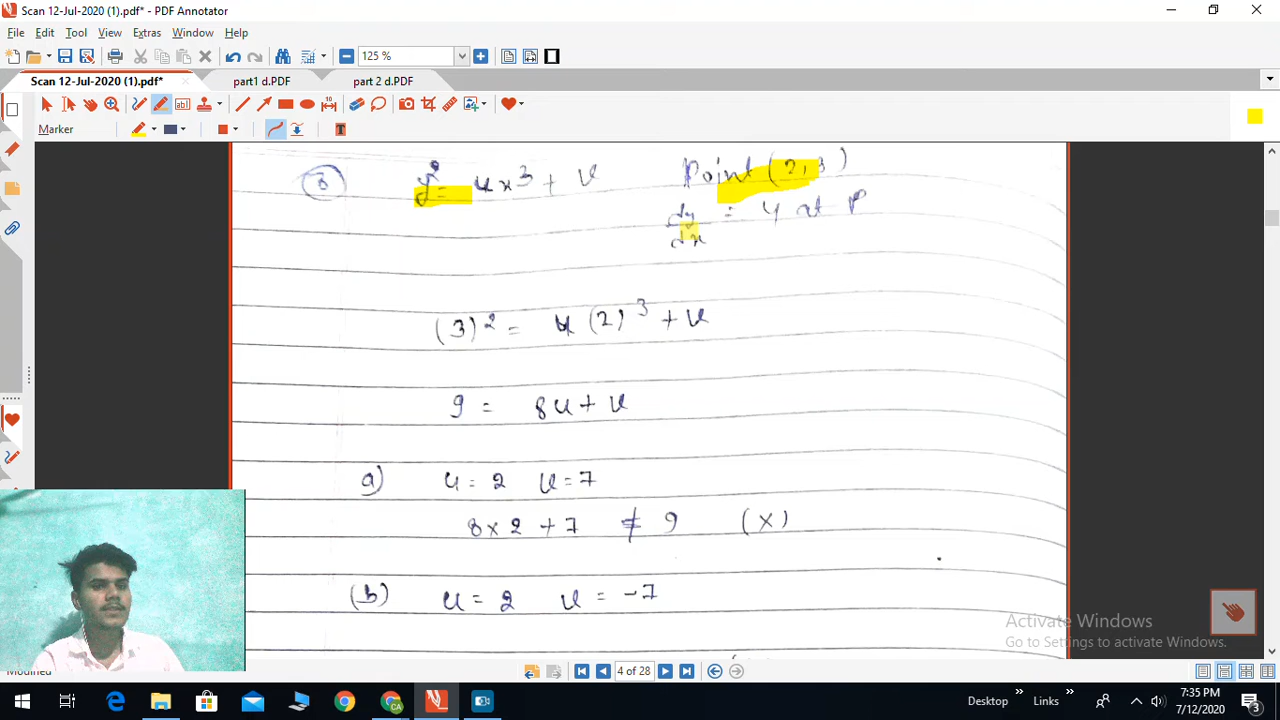 Scan 12-Jul-2020 (1).pdf* - PDF Annotator
File Edit Tool View Extras Window Help
125 %
Scan 12-Jul-2020 (1).pdf* part1 d.PDF part 2 d.PDF
Marker
(8) y² = ux³ + v Point (2,3)
dy/dx = 4 at P
(3)² = u(2)³ + v
9 = 8u + v
a) u = 2 v = 7
8 x 2 + 7 ≠ 9 (x)
(b) u = 2 v = -7
Activate Windows
Go to Settings to activate Windows.
Modified
4 of 28
Desktop » Links »
7:35 PM
7/12/2020
3